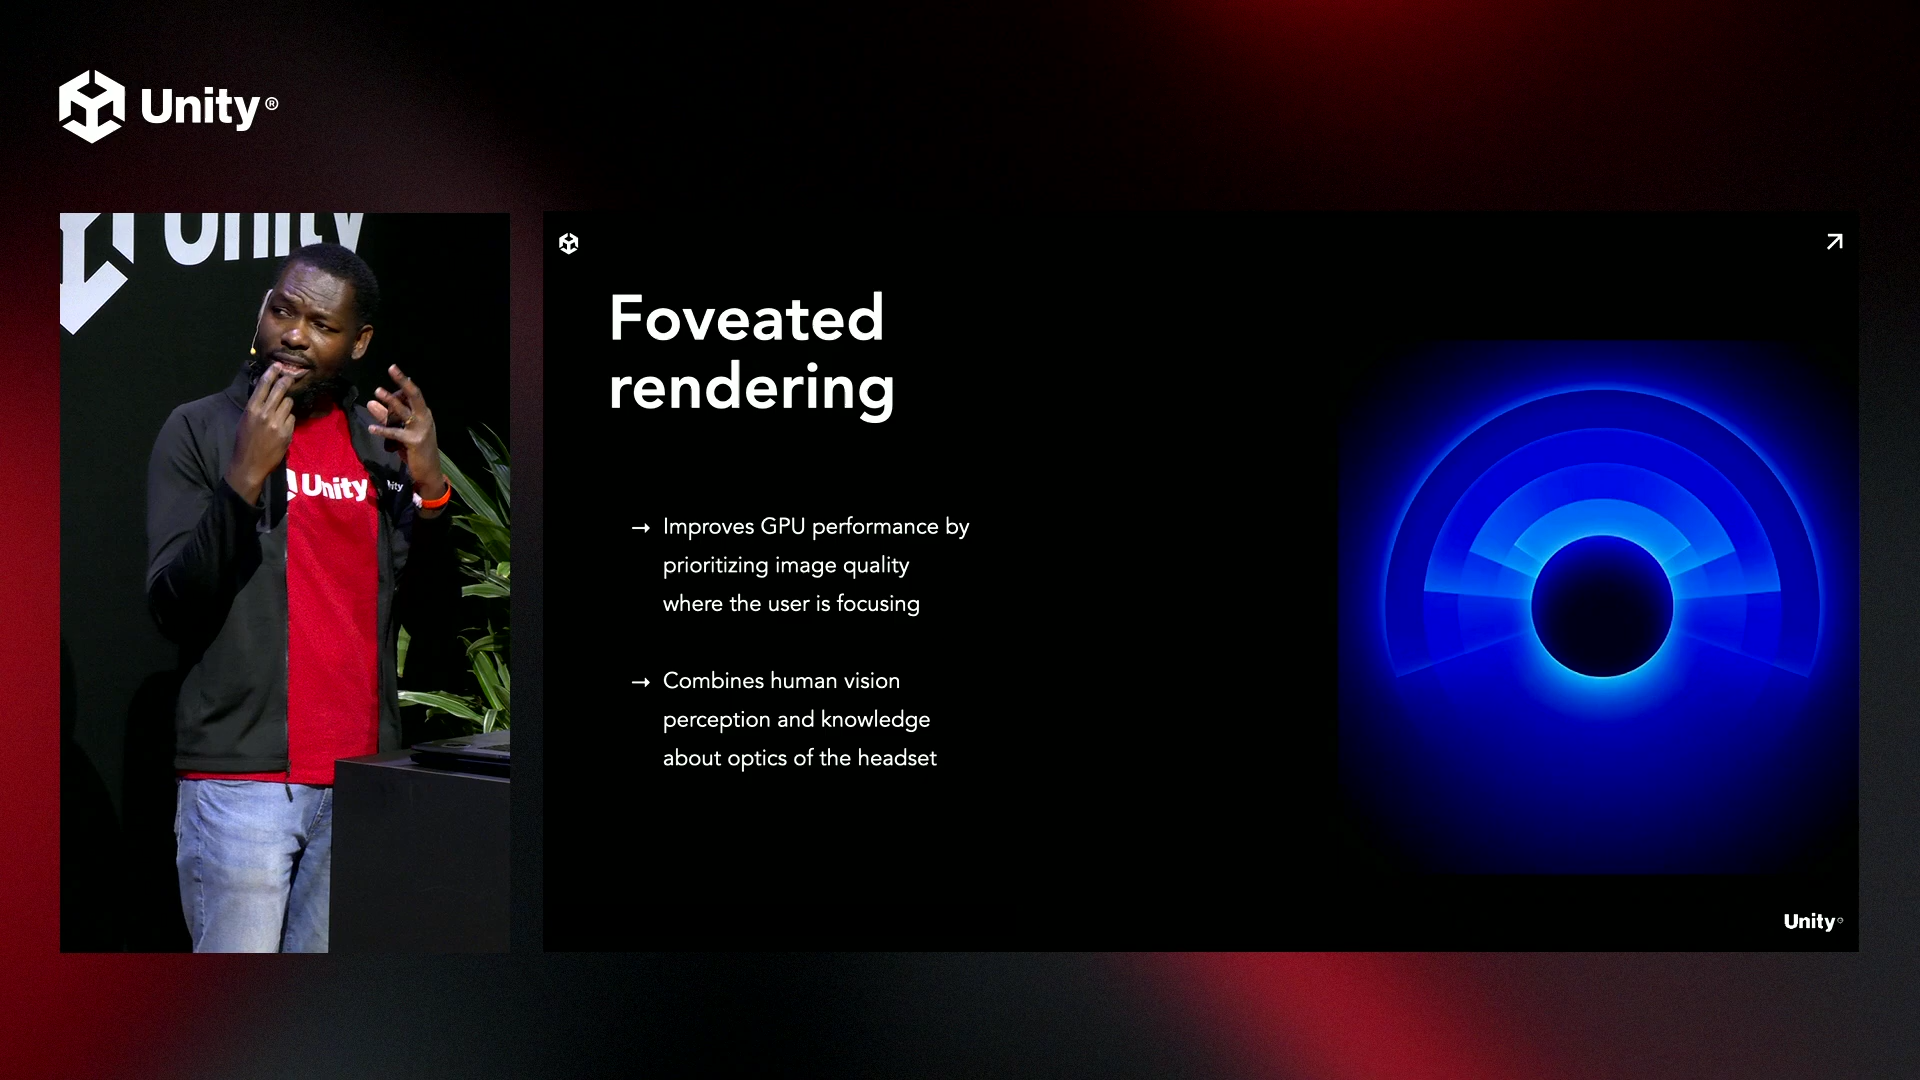 Unity®
Unity
Unity
Foveated
rendering
→ Improves GPU performance by
prioritizing image quality
where the user is focusing
→ Combines human vision
perception and knowledge
about optics of the headset
Unity